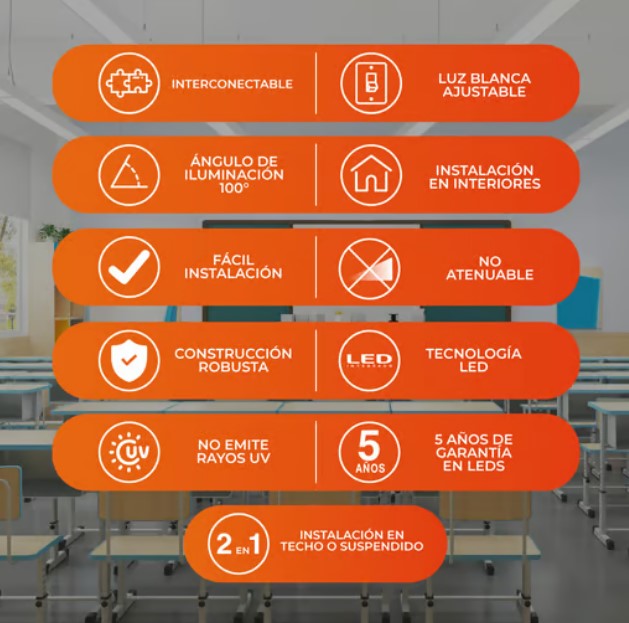 INTERCONECTABLE
LUZ BLANCA
AJUSTABLE
ÁNGULO DE
ILUMINACIÓN
100°
INSTALACIÓN
EN INTERIORES
FÁCIL
INSTALACIÓN
NO
ATENUABLE
CONSTRUCCIÓN
ROBUSTA
LED
TECNOLOGÍA
LED
UV
NO EMITE
RAYOS UV
5
AÑOS
5 AÑOS DE
GARANTÍA
EN LEDS
2 EN 1
INSTALACIÓN EN
TECHO O SUSPENDIDO